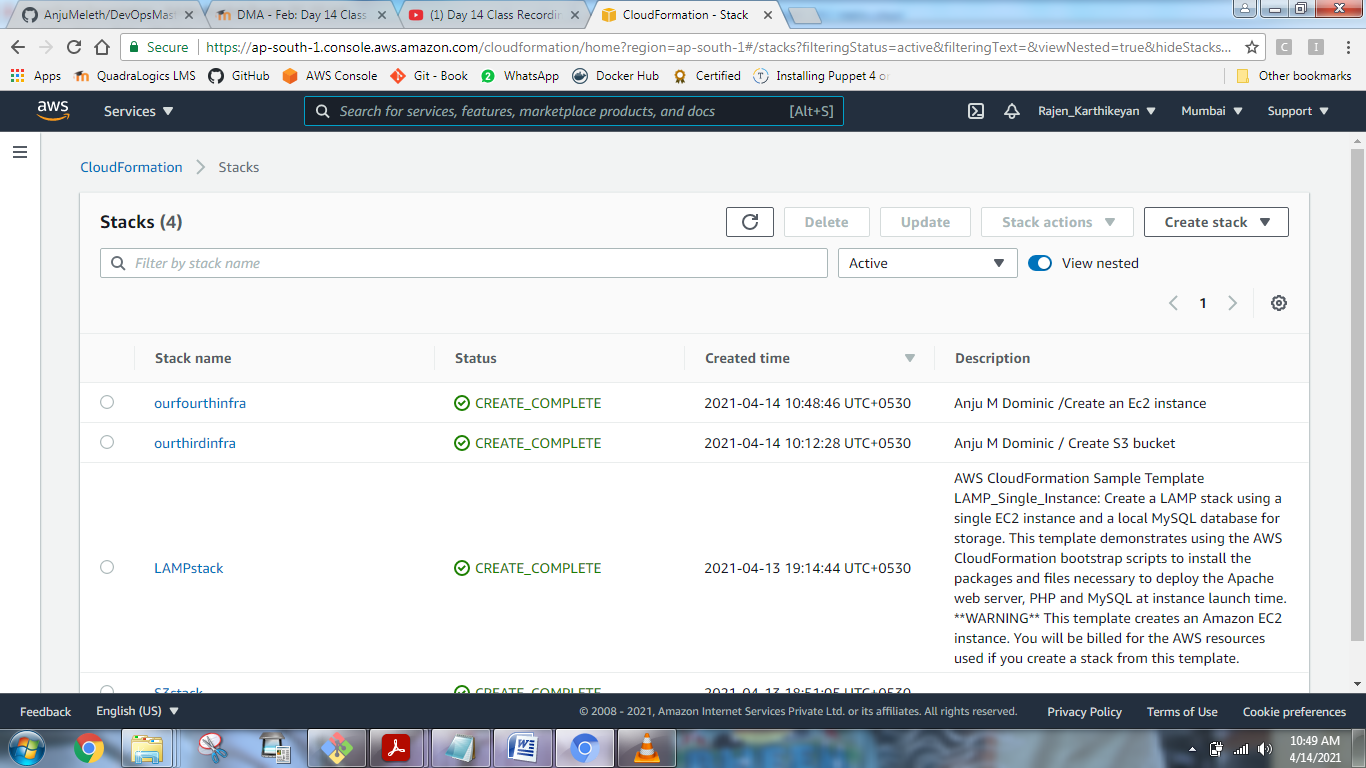 AnjuMeleth/DevOpsMast
DMA - Feb: Day 14 Class
(1) Day 14 Class Recordin
CloudFormation - Stack
Secure
https://ap-south-1.console.aws.amazon.com/cloudformation/home?region=ap-south-1#/stacks?filteringStatus=active&filteringText=&viewNested=true&hideStacks...
Apps
QuadraLogics LMS
GitHub
AWS Console
Git - Book
WhatsApp
Docker Hub
Certified
Installing Puppet 4 o
Other bookmarks
aws
Services
Search for services, features, marketplace products, and docs
[Alt+S]
Rajen_Karthikeyan
Mumbai
Support
CloudFormation
Stacks
Stacks (4)
Delete
Update
Stack actions
Create stack
Filter by stack name
Active
View nested
1
Stack name
Status
Created time
Description
ourfourthinfra
CREATE_COMPLETE
2021-04-14 10:48:46 UTC+0530
Anju M Dominic /Create an Ec2 instance
ourthirdinfra
CREATE_COMPLETE
2021-04-14 10:12:28 UTC+0530
Anju M Dominic / Create S3 bucket
LAMPstack
CREATE_COMPLETE
2021-04-13 19:14:44 UTC+0530
AWS CloudFormation Sample Template
LAMP_Single_Instance: Create a LAMP stack using a
single EC2 instance and a local MySQL database for
storage. This template demonstrates using the AWS
CloudFormation bootstrap scripts to install the
packages and files necessary to deploy the Apache
web server, PHP and MySQL at instance launch time.
**WARNING** This template creates an Amazon EC2
instance. You will be billed for the AWS resources
used if you create a stack from this template.
CREATE_COMPLETE
2021-04-13 18:51:05 UTC+0530
Feedback
English (US)
© 2008 - 2021, Amazon Internet Services Private Ltd. or its affiliates. All rights reserved.
Privacy Policy
Terms of Use
Cookie preferences
10:49 AM
4/14/2021